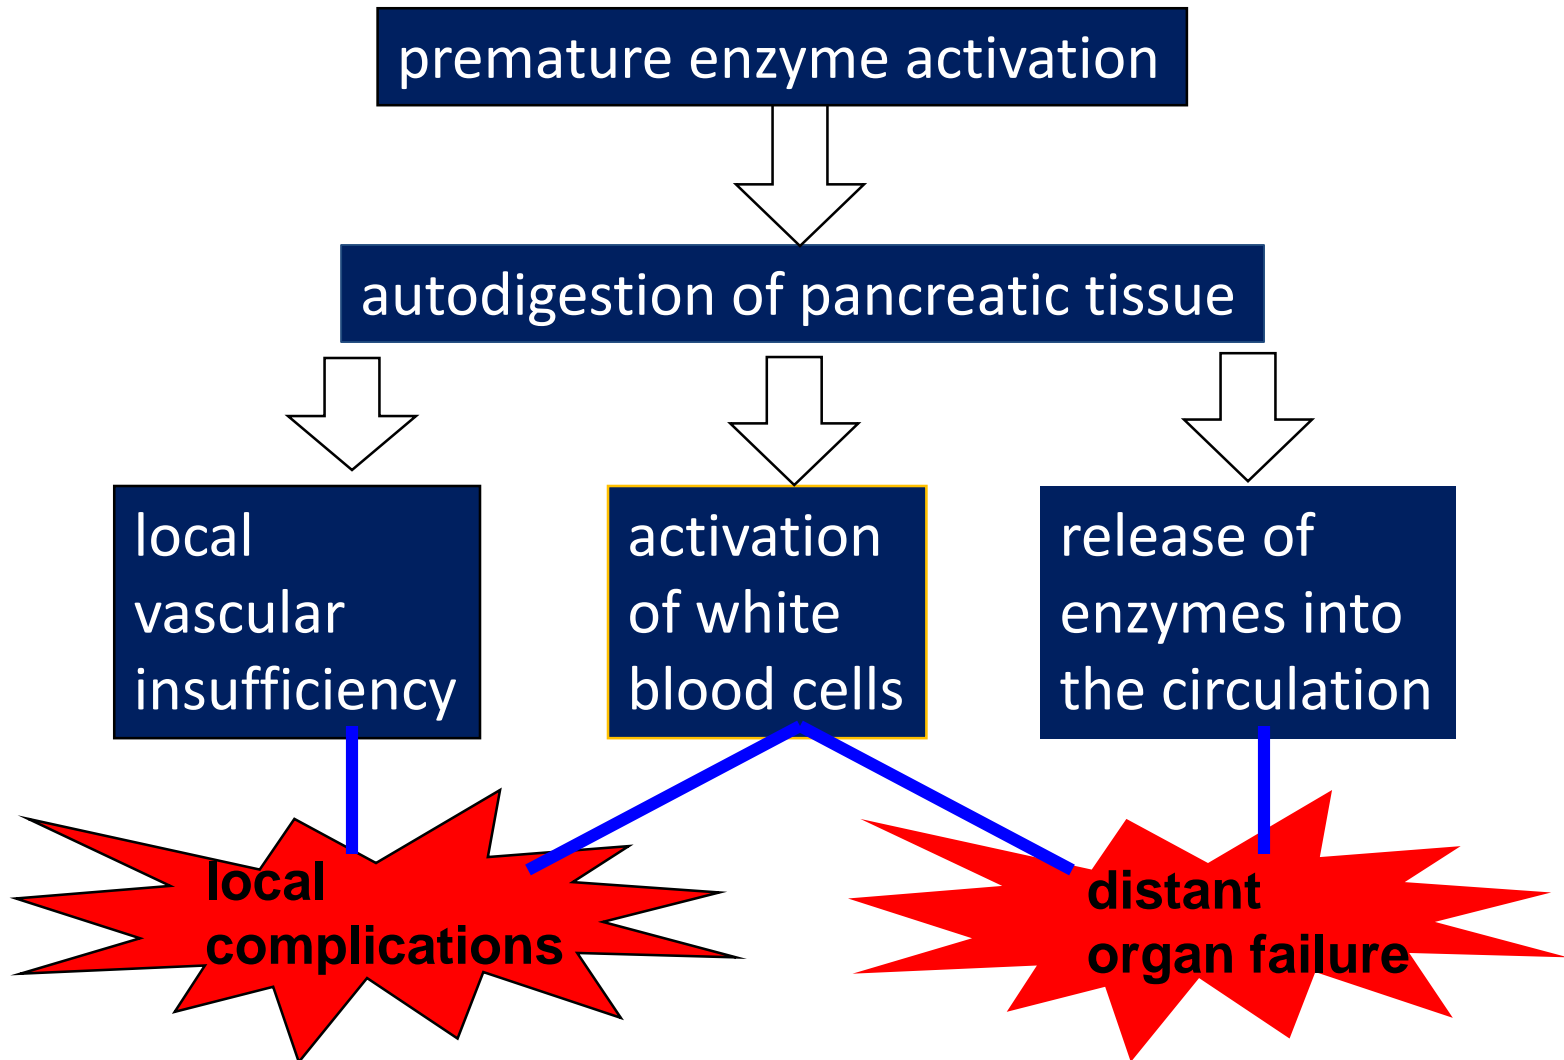 premature enzyme activation
autodigestion of pancreatic tissue
local
vascular
insufficiency
activation
of white
blood cells
release of
enzymes into
the circulation
local
complications
distant
organ failure